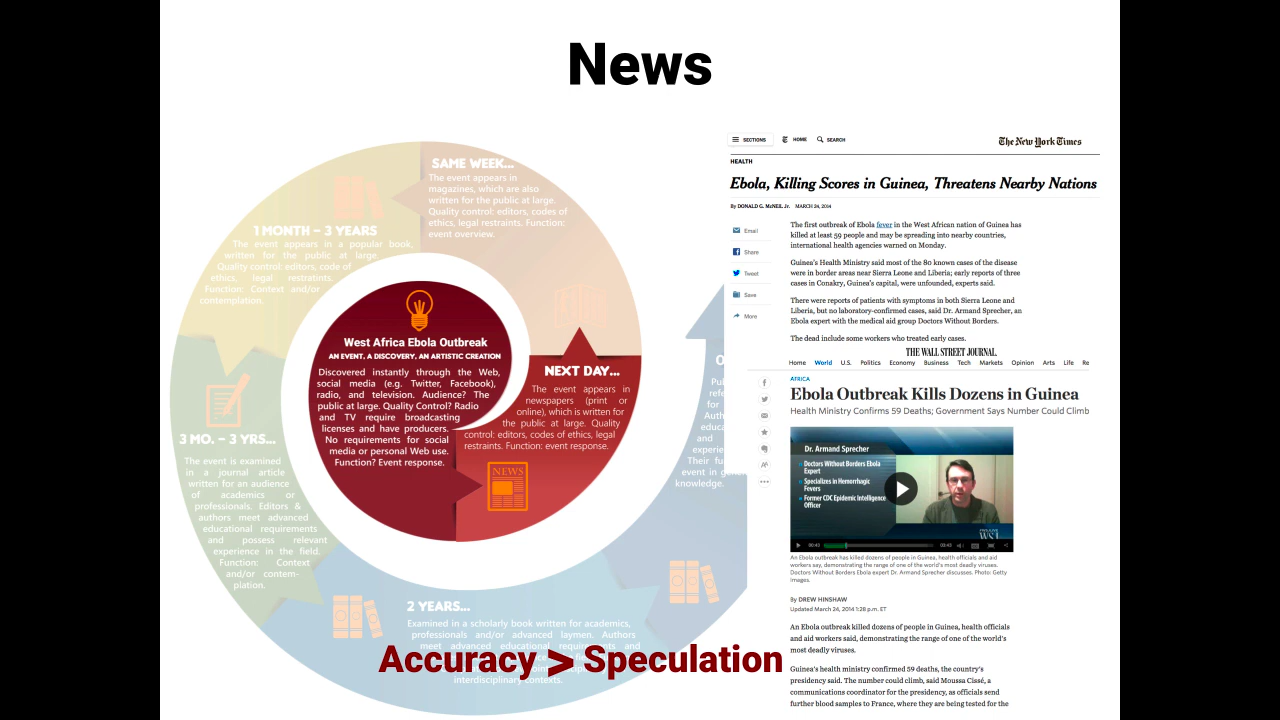 News
SAME WEEK...
The event appears in
magazines, which are also
written for the public at large.
Quality control: editors, codes of
ethics, legal restraints. Function:
event overview.
1 MONTH – 3 YEARS
The event appears in a popular book,
written for the public at large.
Quality control: editors, code of
ethics, legal restraints.
Function: Context and/or
contemplation.
West Africa Ebola Outbreak
AN EVENT, A DISCOVERY, AN ARTISTIC CREATION
Discovered instantly through the Web,
social media (e.g. Twitter, Facebook),
radio, and television. Audience? The
public at large. Quality Control? Radio
and TV require broadcasting
licenses and have producers.
No requirements for social
media or personal Web use.
Function? Event response.
NEXT DAY...
The event appears in
newspapers (print or
online), which is written for
the public at large. Quality
control: editors, codes of ethics, legal
restraints. Function: event response.
NEWS
3 MO. – 3 YRS...
The event is examined
in a journal article
written for an audience
of academics or
professionals. Editors &
authors meet advanced
educational requirements
and possess relevant
experience in the field.
Function: Context
and/or contem-
plation.
2 YEARS...
Examined in a scholarly book written for academics,
professionals and/or advanced laymen. Authors
meet advanced educational requirements and
interdisciplinary contexts.
knowledge.
Accuracy > Speculation
SECTIONS HOME SEARCH
The New York Times
HEALTH
Ebola, Killing Scores in Guinea, Threatens Nearby Nations
By DONALD G. McNEIL Jr. MARCH 24, 2014
Email
Share
Tweet
Save
More
The first outbreak of Ebola fever in the West African nation of Guinea has
killed at least 59 people and may be spreading into nearby countries,
international health agencies warned on Monday.
Guinea's Health Ministry said most of the 80 known cases of the disease
were in border areas near Sierra Leone and Liberia; early reports of three
cases in Conakry, Guinea's capital, were unfounded, experts said.
There were reports of patients with symptoms in both Sierra Leone and
Liberia, but no laboratory-confirmed cases, said Dr. Armand Sprecher, an
Ebola expert with the medical aid group Doctors Without Borders.
The dead include some workers who treated early cases.
THE WALL STREET JOURNAL.
Home World U.S. Politics Economy Business Tech Markets Opinion Arts Life Re
AFRICA
Ebola Outbreak Kills Dozens in Guinea
Health Ministry Confirms 59 Deaths; Government Says Number Could Climb
Dr. Armand Sprecher
Doctors Without Borders Ebola
Expert
Specializes in Hemorrhagic
Fevers
Former CDC Epidemic Intelligence
Officer
WSJ
00:43
03:43
An Ebola outbreak has killed dozens of people in Guinea, health officials and aid
workers say, demonstrating the range of one of the world's most deadly viruses.
Doctors Without Borders Ebola expert Dr. Armand Sprecher discusses. Photo: Getty
Images.
By DREW HINSHAW
Updated March 24, 2014 1:28 p.m. ET
An Ebola outbreak killed dozens of people in Guinea, health officials
and aid workers said, demonstrating the range of one of the world's
most deadly viruses.
Guinea's health ministry confirmed 59 deaths, the country's
presidency said. The number could climb, said Moussa Cissé, a
communications coordinator for the presidency, as officials send
further blood samples to France, where they are being tested for the